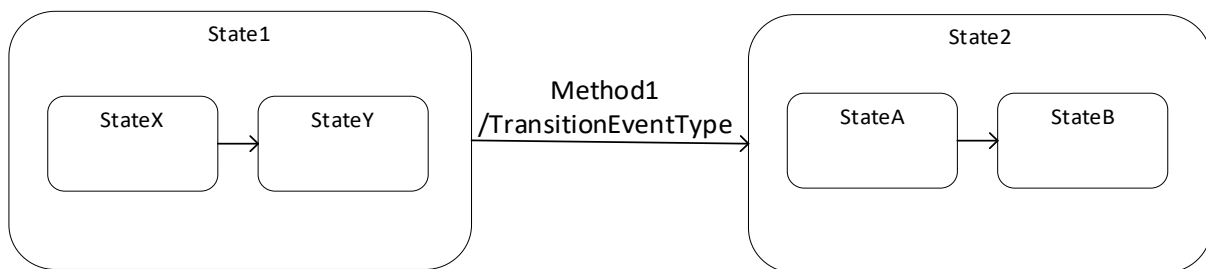 State1
StateX
StateY
Method1
/TransitionEventType
State2
StateA
StateB